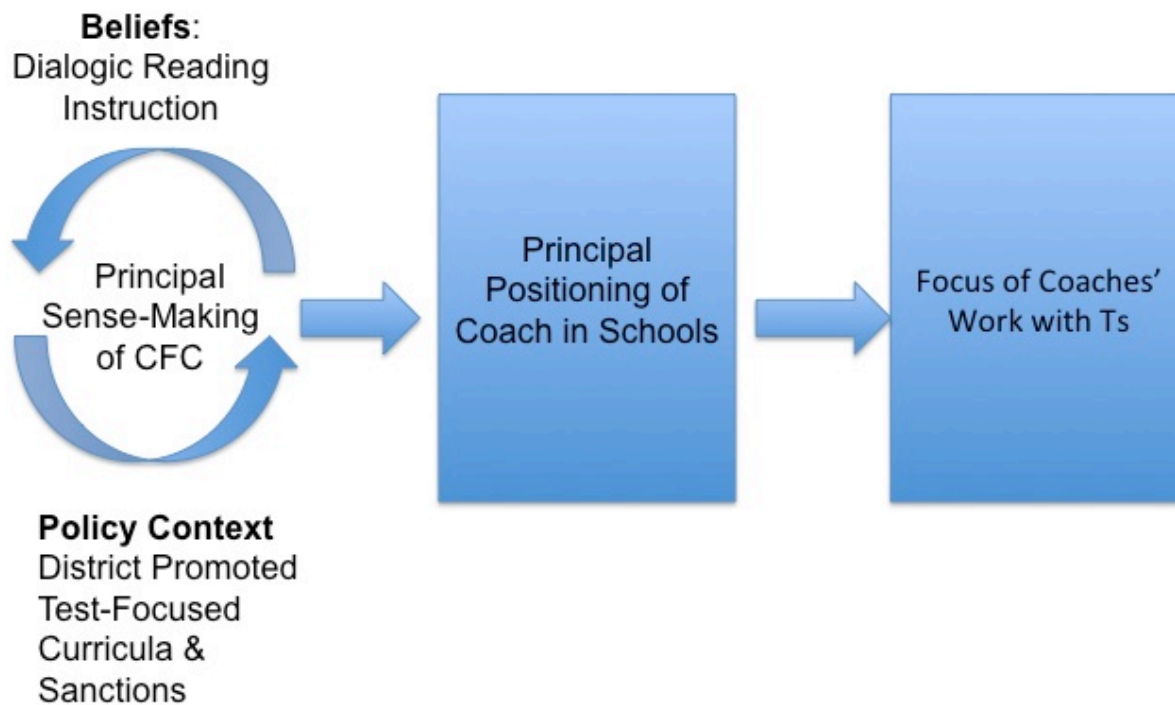 Beliefs:
Dialogic Reading
Instruction
Principal
Sense-Making
of CFC
Policy Context
District Promoted
Test-Focused
Curricula &
Sanctions
Principal
Positioning of
Coach in Schools
Focus of Coaches’
Work with Ts